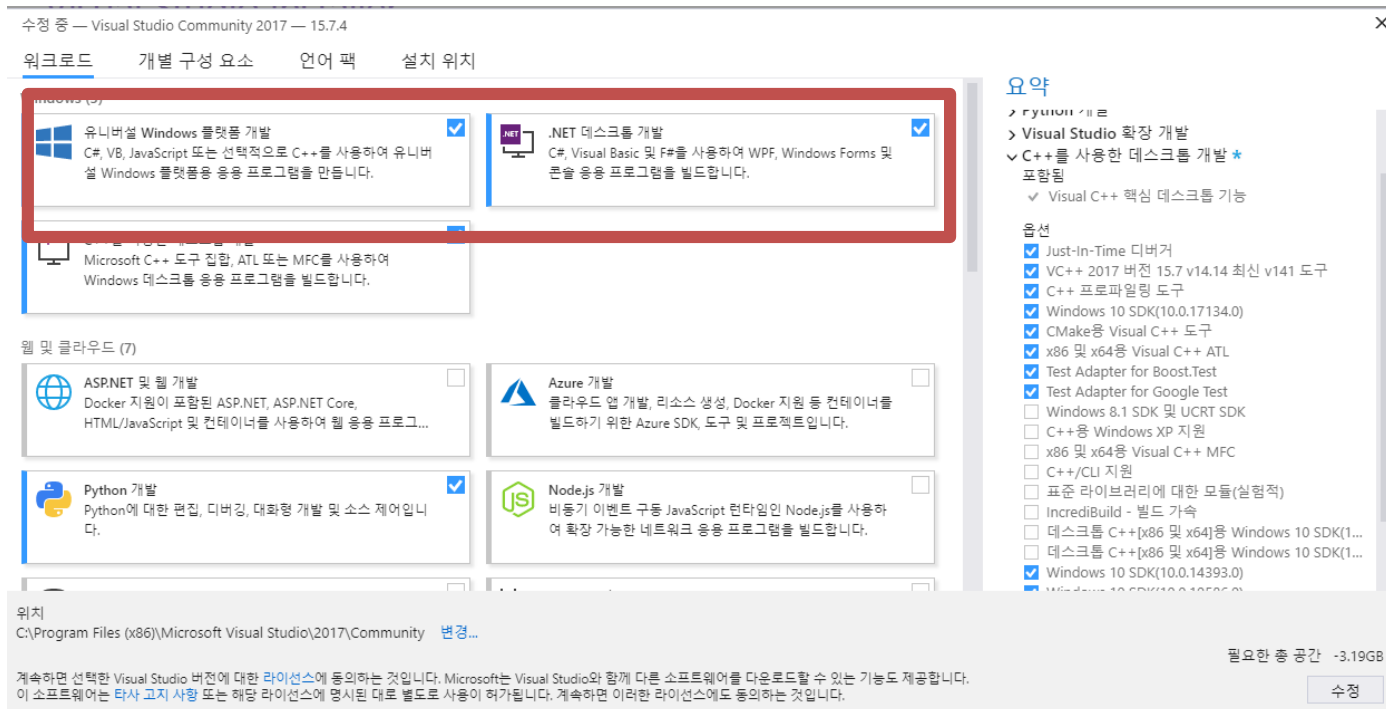 수정 중 — Visual Studio Community 2017 — 15.7.4
워크로드
개별 구성 요소
언어 팩
설치 위치
유니버설 Windows 플랫폼 개발
C#, VB, JavaScript 또는 선택적으로 C++를 사용하여 유니버
설 Windows 플랫폼용 응용 프로그램을 만듭니다.
.NET
.NET 데스크톱 개발
C#, Visual Basic 및 F#을 사용하여 WPF, Windows Forms 및
콘솔 응용 프로그램을 빌드합니다.
Microsoft C++ 도구 집합, ATL 또는 MFC를 사용하여
Windows 데스크톱 응용 프로그램을 빌드합니다.
웹 및 클라우드 (7)
ASP.NET 및 웹 개발
Docker 지원이 포함된 ASP.NET, ASP.NET Core,
HTML/JavaScript 및 컨테이너를 사용하여 웹 응용 프로그...
Azure 개발
클라우드 앱 개발, 리소스 생성, Docker 지원 등 컨테이너를
빌드하기 위한 Azure SDK, 도구 및 프로젝트입니다.
Python 개발
Python에 대한 편집, 디버깅, 대화형 개발 및 소스 제어입니
다.
JS
Node.js 개발
비동기 이벤트 구동 JavaScript 런타임인 Node.js를 사용하
여 확장 가능한 네트워크 응용 프로그램을 빌드합니다.
요약
Python 개발
Visual Studio 확장 개발
C++를 사용한 데스크톱 개발 *
포함됨
Visual C++ 핵심 데스크톱 기능
옵션
Just-In-Time 디버거
VC++ 2017 버전 15.7 v14.14 최신 v141 도구
C++ 프로파일링 도구
Windows 10 SDK(10.0.17134.0)
CMake용 Visual C++ 도구
x86 및 x64용 Visual C++ ATL
Test Adapter for Boost.Test
Test Adapter for Google Test
Windows 8.1 SDK 및 UCRT SDK
C++용 Windows XP 지원
x86 및 x64용 Visual C++ MFC
C++/CLI 지원
표준 라이브러리에 대한 모듈(실험적)
IncrediBuild - 빌드 가속
데스크톱 C++[x86 및 x64]용 Windows 10 SDK(1...
데스크톱 C++[x86 및 x64]용 Windows 10 SDK(1...
Windows 10 SDK(10.0.14393.0)
위치
C:\Program Files (x86)\Microsoft Visual Studio\2017\Community 변경...
필요한 총 공간 -3.19GB
계속하면 선택한 Visual Studio 버전에 대한 라이선스에 동의하는 것입니다. Microsoft는 Visual Studio와 함께 다른 소프트웨어를 다운로드할 수 있는 기능도 제공합니다.
이 소프트웨어는 타사 고지 사항 또는 해당 라이선스에 명시된 대로 별도로 사용이 허가됩니다. 계속하면 이러한 라이선스에도 동의하는 것입니다.
수정